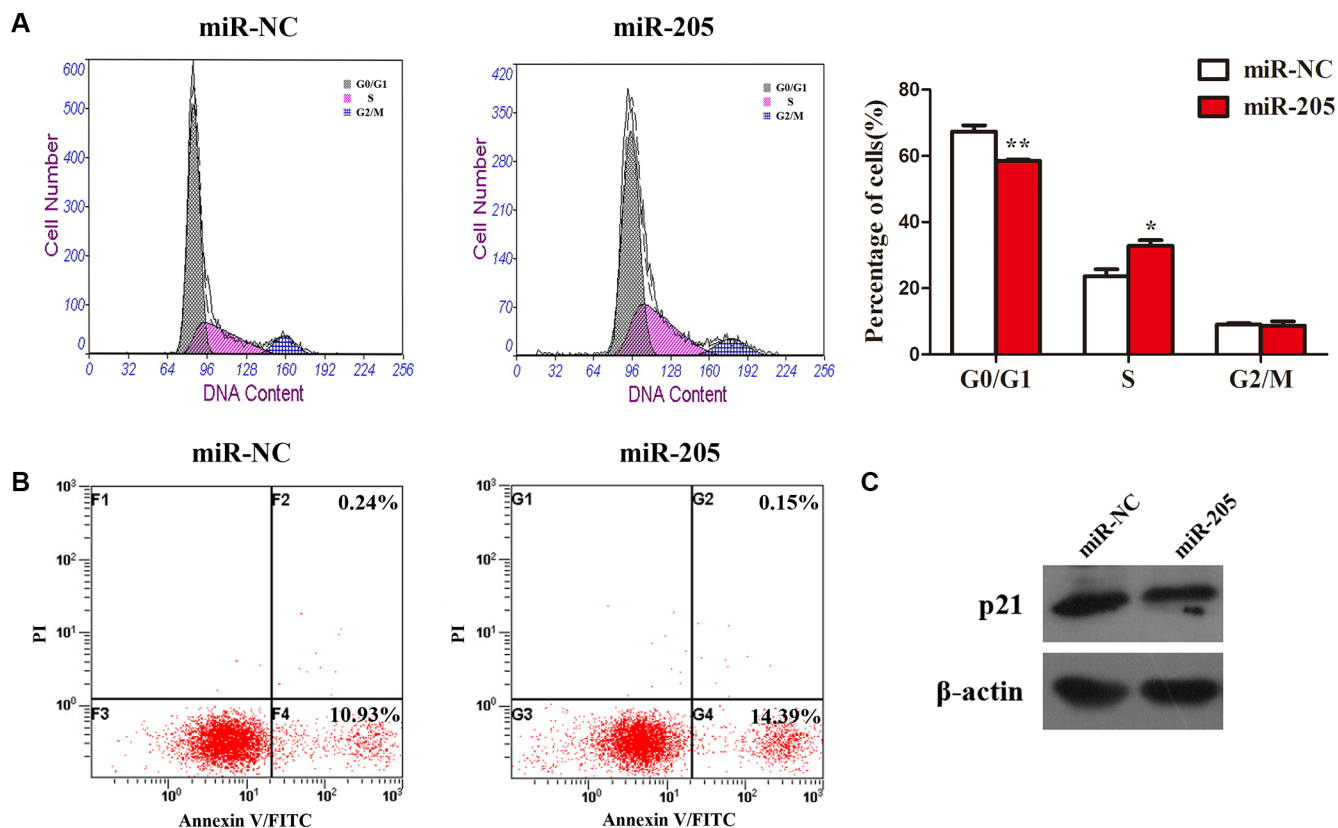 A
miR-NC
600
500
400
300
200
100
0
Cell Number
G0/G1
S
G2/M
0 32 64 96 128 160 192 224 256
DNA Content
miR-205
420
350
280
210
140
70
0
Cell Number
G0/G1
S
G2/M
0 32 64 96 128 160 192 224 256
DNA Content
miR-NC
miR-205
80
60
40
20
0
Percentage of cells(%)
**
*
G0/G1 S G2/M
B
miR-NC
10³
10²
10¹
10⁰
PI
F1
F2
0.24%
F3
F4
10.93%
10⁰ 10¹ 10² 10³
Annexin V/FITC
miR-205
10³
10²
10¹
10⁰
PI
G1
G2
0.15%
G3
G4
14.39%
10⁰ 10¹ 10² 10³
Annexin V/FITC
C
miR-NC
miR-205
p21
β-actin